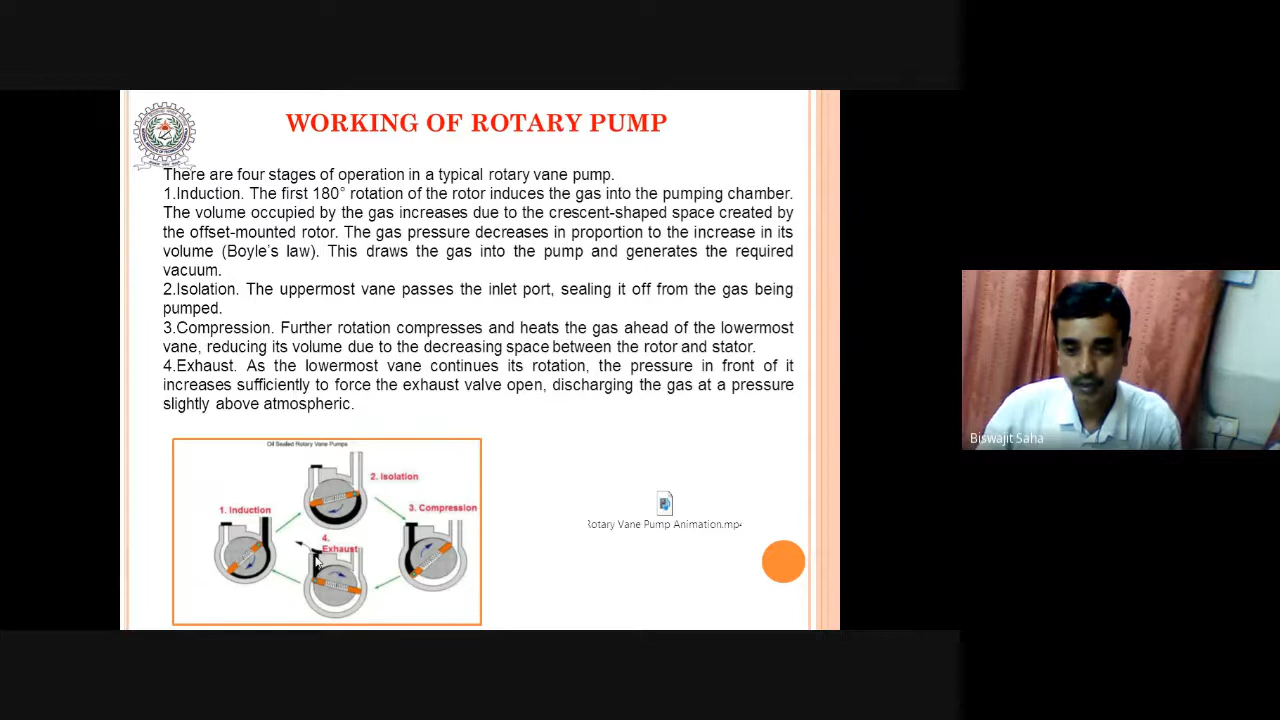 WORKING OF ROTARY PUMP
There are four stages of operation in a typical rotary vane pump.
1.Induction. The first 180° rotation of the rotor induces the gas into the pumping chamber.
The volume occupied by the gas increases due to the crescent-shaped space created by
the offset-mounted rotor. The gas pressure decreases in proportion to the increase in its
volume (Boyle's law). This draws the gas into the pump and generates the required
vacuum.
2.Isolation. The uppermost vane passes the inlet port, sealing it off from the gas being
pumped.
3.Compression. Further rotation compresses and heats the gas ahead of the lowermost
vane, reducing its volume due to the decreasing space between the rotor and stator.
4.Exhaust. As the lowermost vane continues its rotation, the pressure in front of it
increases sufficiently to force the exhaust valve open, discharging the gas at a pressure
slightly above atmospheric.
Oil Sealed Rotary Vane Pumps
2. Isolation
1. Induction
3. Compression
4.
Exhaust
Rotary Vane Pump Animation.mp4
Biswajit Saha